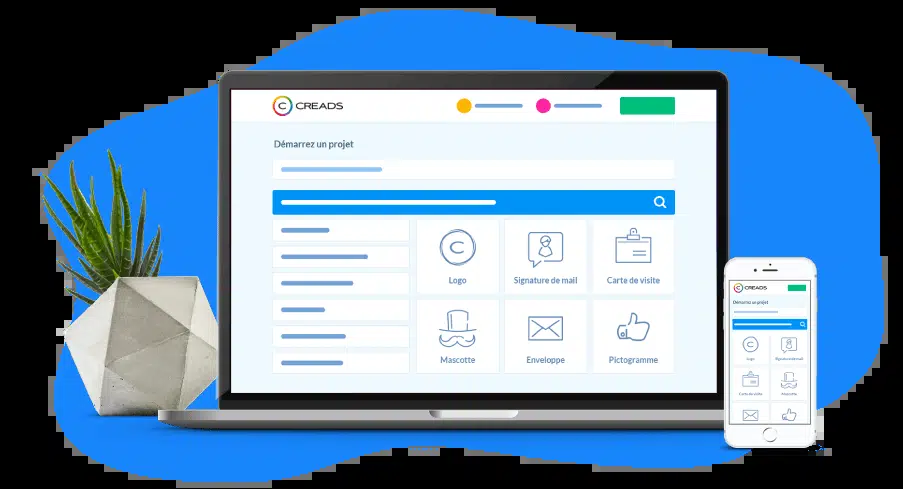 C CREADS
Démarrez un projet
C
Logo
Signature de mail
Carte de visite
Mascotte
Enveloppe
Pictogramme
C CREADS
Démarrez un projet
C
Logo
Signature de mail
Carte de visite
Mascotte